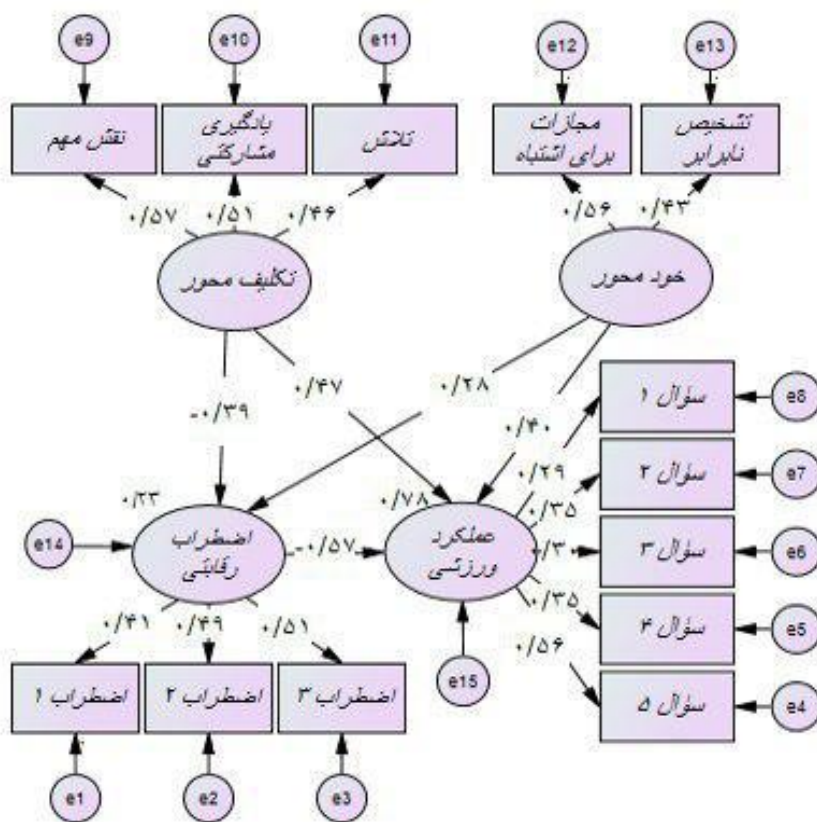 e9
e10
e11
e12
e13
نقش مهم
یادگیری
مشارکتی
تلاش
مجازات
برای اشتباه
تشخیص
نابرابر
۰/۵۷
۰/۵۱
۰/۴۶
۰/۵۶
۰/۴۳
تکلیف محور
خود محور
-۰/۳۹
۰/۴۷
۰/۲۸
۰/۴۰
سؤال ۱
e8
۰/۲۹
سؤال ۲
e7
۰/۲۳
۰/۷۸
۰/۳۵
e14
اضطراب
رقابتی
-۰/۵۷
عملکرد
ورزشی
۰/۳۰
سؤال ۳
e6
۰/۳۵
سؤال ۴
e5
۰/۴۱
۰/۴۹
۰/۵۱
۰/۵۶
e15
اضطراب ۱
اضطراب ۲
اضطراب ۳
سؤال ۵
e4
e1
e2
e3